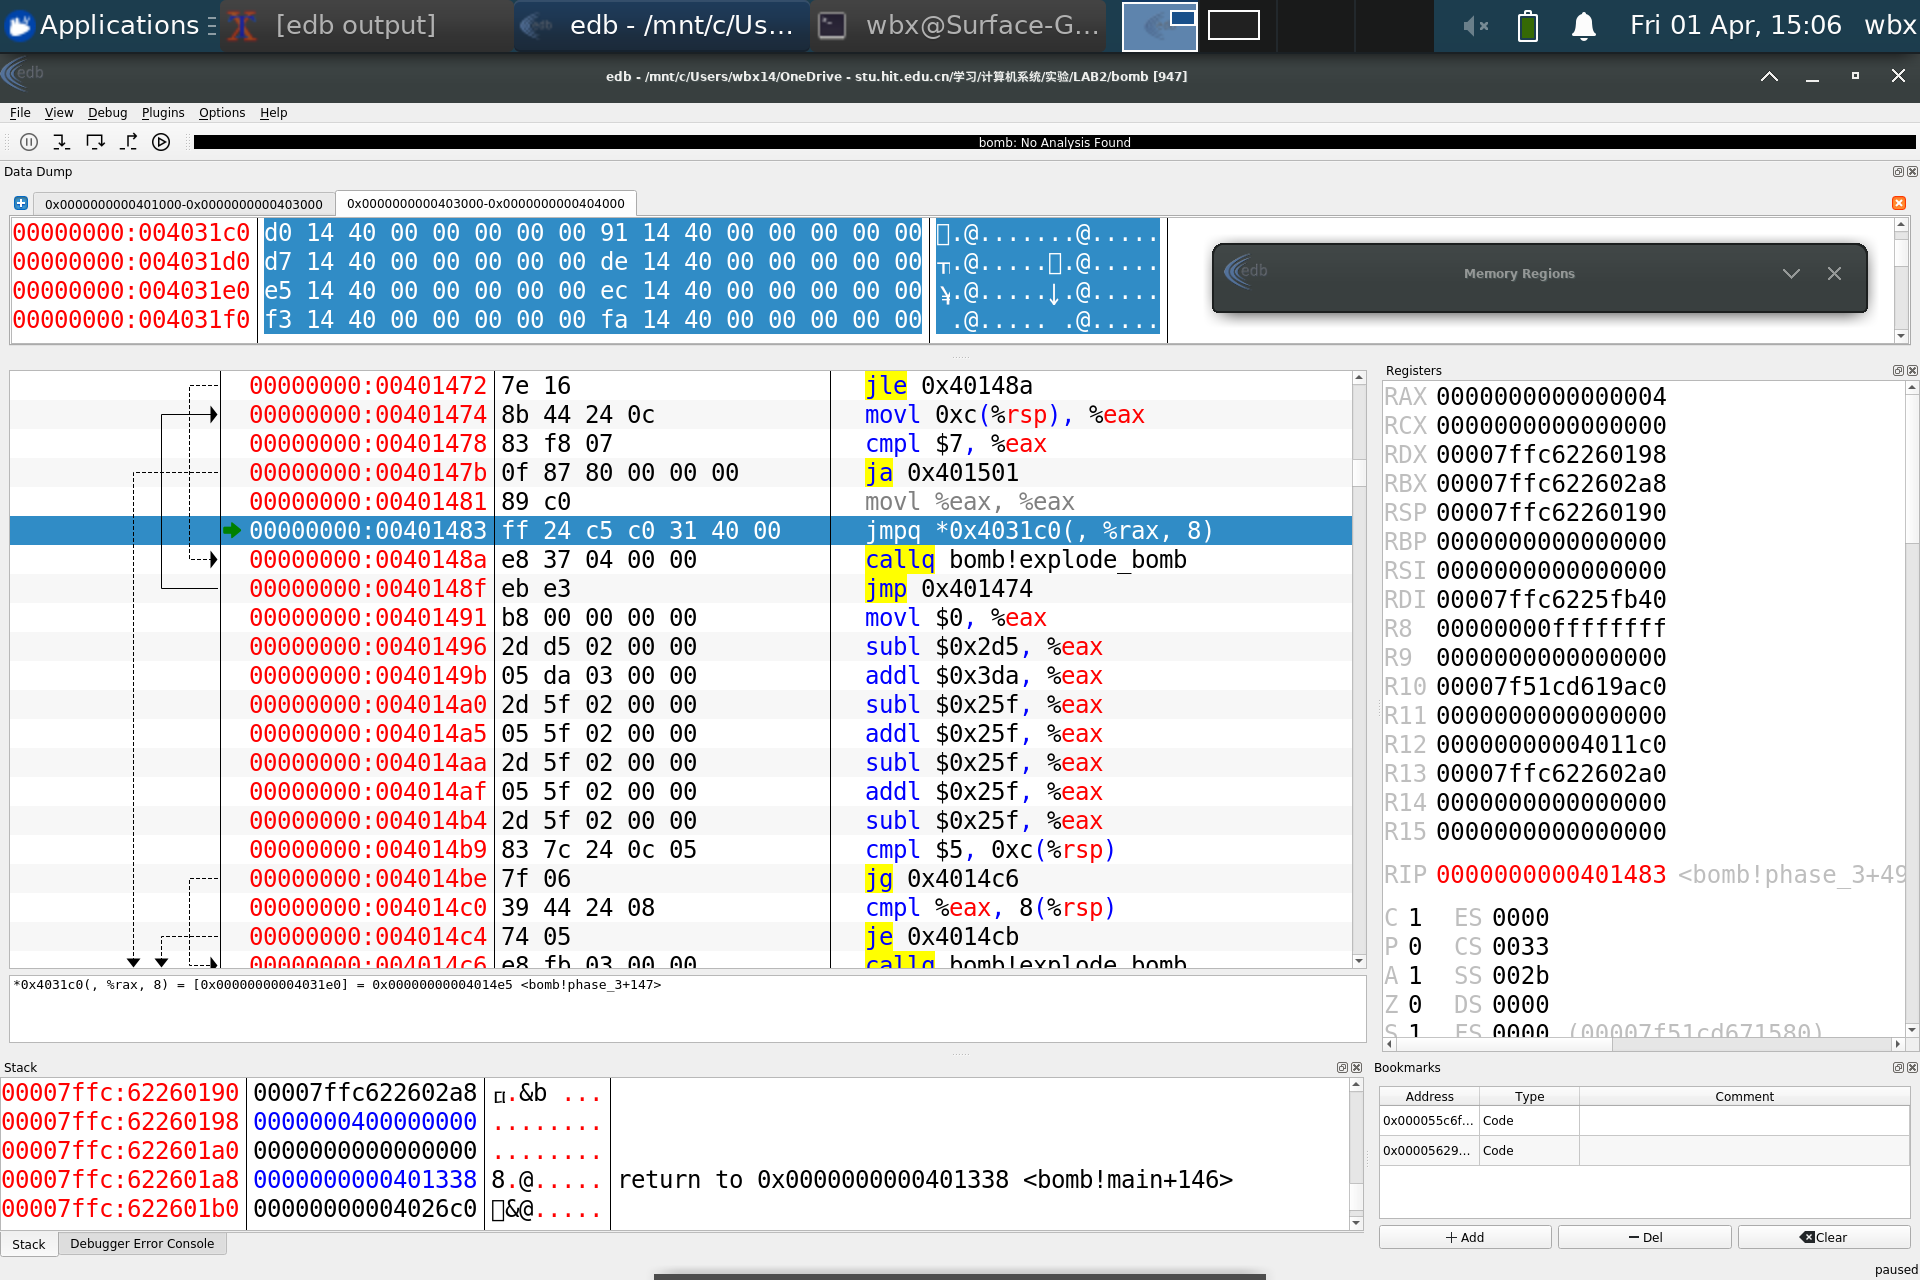 Applications [edb output] edb - /mnt/c/Us... wbx@Surface-G... Fri 01 Apr, 15:06 wbx
edb edb - /mnt/c/Users/wbx14/OneDrive - stu.hit.edu.cn/学习/计算机系统/实验/LAB2/bomb [947]
File View Debug Plugins Options Help
bomb: No Analysis Found
Data Dump
0x0000000000401000-0x0000000000403000 0x0000000000403000-0x0000000000404000
00000000:004031c0 d0 14 40 00 00 00 00 00 91 14 40 00 00 00 00 00 .@.......@.....
00000000:004031d0 d7 14 40 00 00 00 00 00 de 14 40 00 00 00 00 00 .@..... .@.....
00000000:004031e0 e5 14 40 00 00 00 00 00 ec 14 40 00 00 00 00 00 .@.....↓.@.....
00000000:004031f0 f3 14 40 00 00 00 00 00 fa 14 40 00 00 00 00 00 .@..... .@.....
edb Memory Regions
00000000:00401472 7e 16 jle 0x40148a
00000000:00401474 8b 44 24 0c movl 0xc(%rsp), %eax
00000000:00401478 83 f8 07 cmpl $7, %eax
00000000:0040147b 0f 87 80 00 00 00 ja 0x401501
00000000:00401481 89 c0 movl %eax, %eax
00000000:00401483 ff 24 c5 c0 31 40 00 jmpq *0x4031c0(, %rax, 8)
00000000:0040148a e8 37 04 00 00 callq bomb!explode_bomb
00000000:0040148f eb e3 jmp 0x401474
00000000:00401491 b8 00 00 00 00 movl $0, %eax
00000000:00401496 2d d5 02 00 00 subl $0x2d5, %eax
00000000:0040149b 05 da 03 00 00 addl $0x3da, %eax
00000000:004014a0 2d 5f 02 00 00 subl $0x25f, %eax
00000000:004014a5 05 5f 02 00 00 addl $0x25f, %eax
00000000:004014aa 2d 5f 02 00 00 subl $0x25f, %eax
00000000:004014af 05 5f 02 00 00 addl $0x25f, %eax
00000000:004014b4 2d 5f 02 00 00 subl $0x25f, %eax
00000000:004014b9 83 7c 24 0c 05 cmpl $5, 0xc(%rsp)
00000000:004014be 7f 06 jg 0x4014c6
00000000:004014c0 39 44 24 08 cmpl %eax, 8(%rsp)
00000000:004014c4 74 05 je 0x4014cb
00000000:004014c6 e8 fb 03 00 00 callq bomb!explode_bomb
*0x4031c0(, %rax, 8) = [0x00000000004031e0] = 0x00000000004014e5 <bomb!phase_3+147>
Registers
RAX 0000000000000004
RCX 0000000000000000
RDX 00007ffc62260198
RBX 00007ffc622602a8
RSP 00007ffc62260190
RBP 0000000000000000
RSI 0000000000000000
RDI 00007ffc6225fb40
R8 00000000ffffffff
R9 0000000000000000
R10 00007f51cd619ac0
R11 0000000000000000
R12 00000000004011c0
R13 00007ffc622602a0
R14 0000000000000000
R15 0000000000000000
RIP 0000000000401483 <bomb!phase_3+49
C 1 ES 0000
P 0 CS 0033
A 1 SS 002b
Z 0 DS 0000
S 1 FS 0000 (00007f51cd671580)
Stack
00007ffc:62260190 00007ffc622602a8 .&b ...
00007ffc:62260198 0000000400000000 ........
00007ffc:622601a0 0000000000000000 ........
00007ffc:622601a8 0000000000401338 8.@..... return to 0x0000000000401338 <bomb!main+146>
00007ffc:622601b0 00000000004026c0 &@.....
Stack Debugger Error Console
Bookmarks
Address Type Comment
0x000055c6f... Code
0x00005629... Code
Add Del Clear
paused